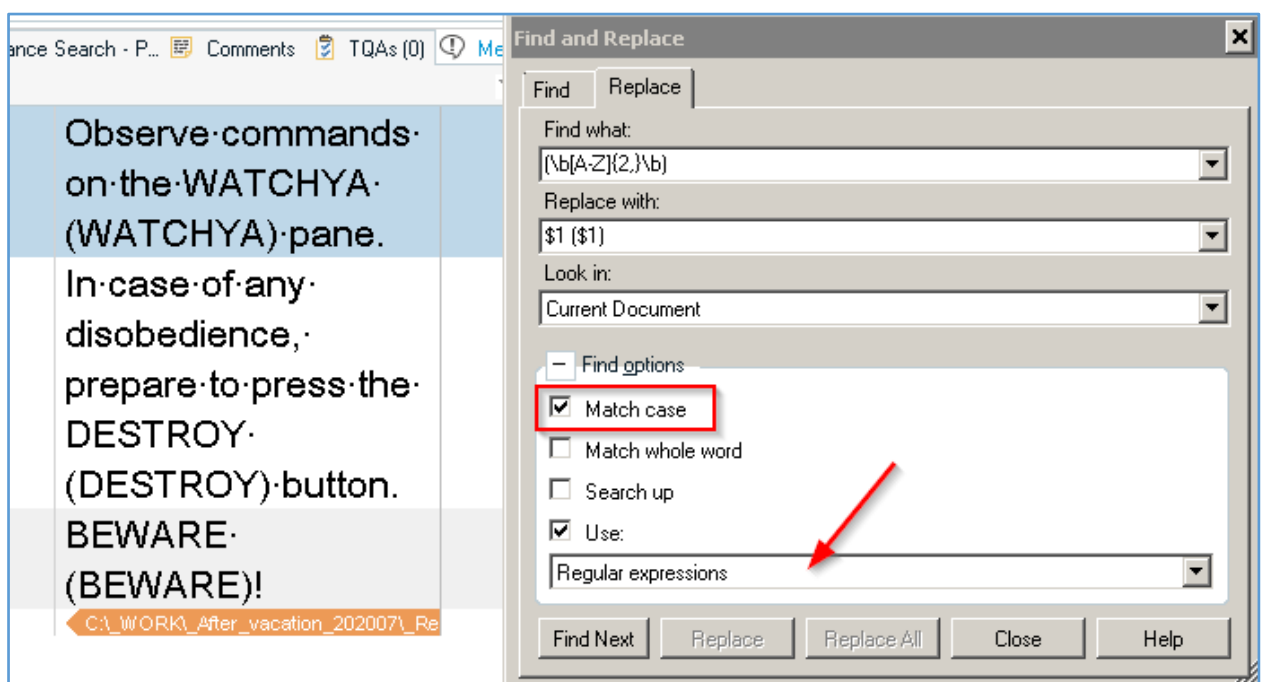 ance Search - P... Comments TQAs (0) Me
Observe·commands·
on·the·WATCHYA·
(WATCHYA)·pane.
In·case·of·any·
disobedience,·
prepare·to·press·the·
DESTROY·
(DESTROY)·button.
BEWARE·
(BEWARE)!
C:\_WORK\_After_vacation_202007\_Re
Find and Replace
Find Replace
Find what:
(\b[A-Z]{2,}\b)
Replace with:
$1 ($1)
Look in:
Current Document
Find options
Match case
Match whole word
Search up
Use:
Regular expressions
Find Next Replace Replace All Close Help